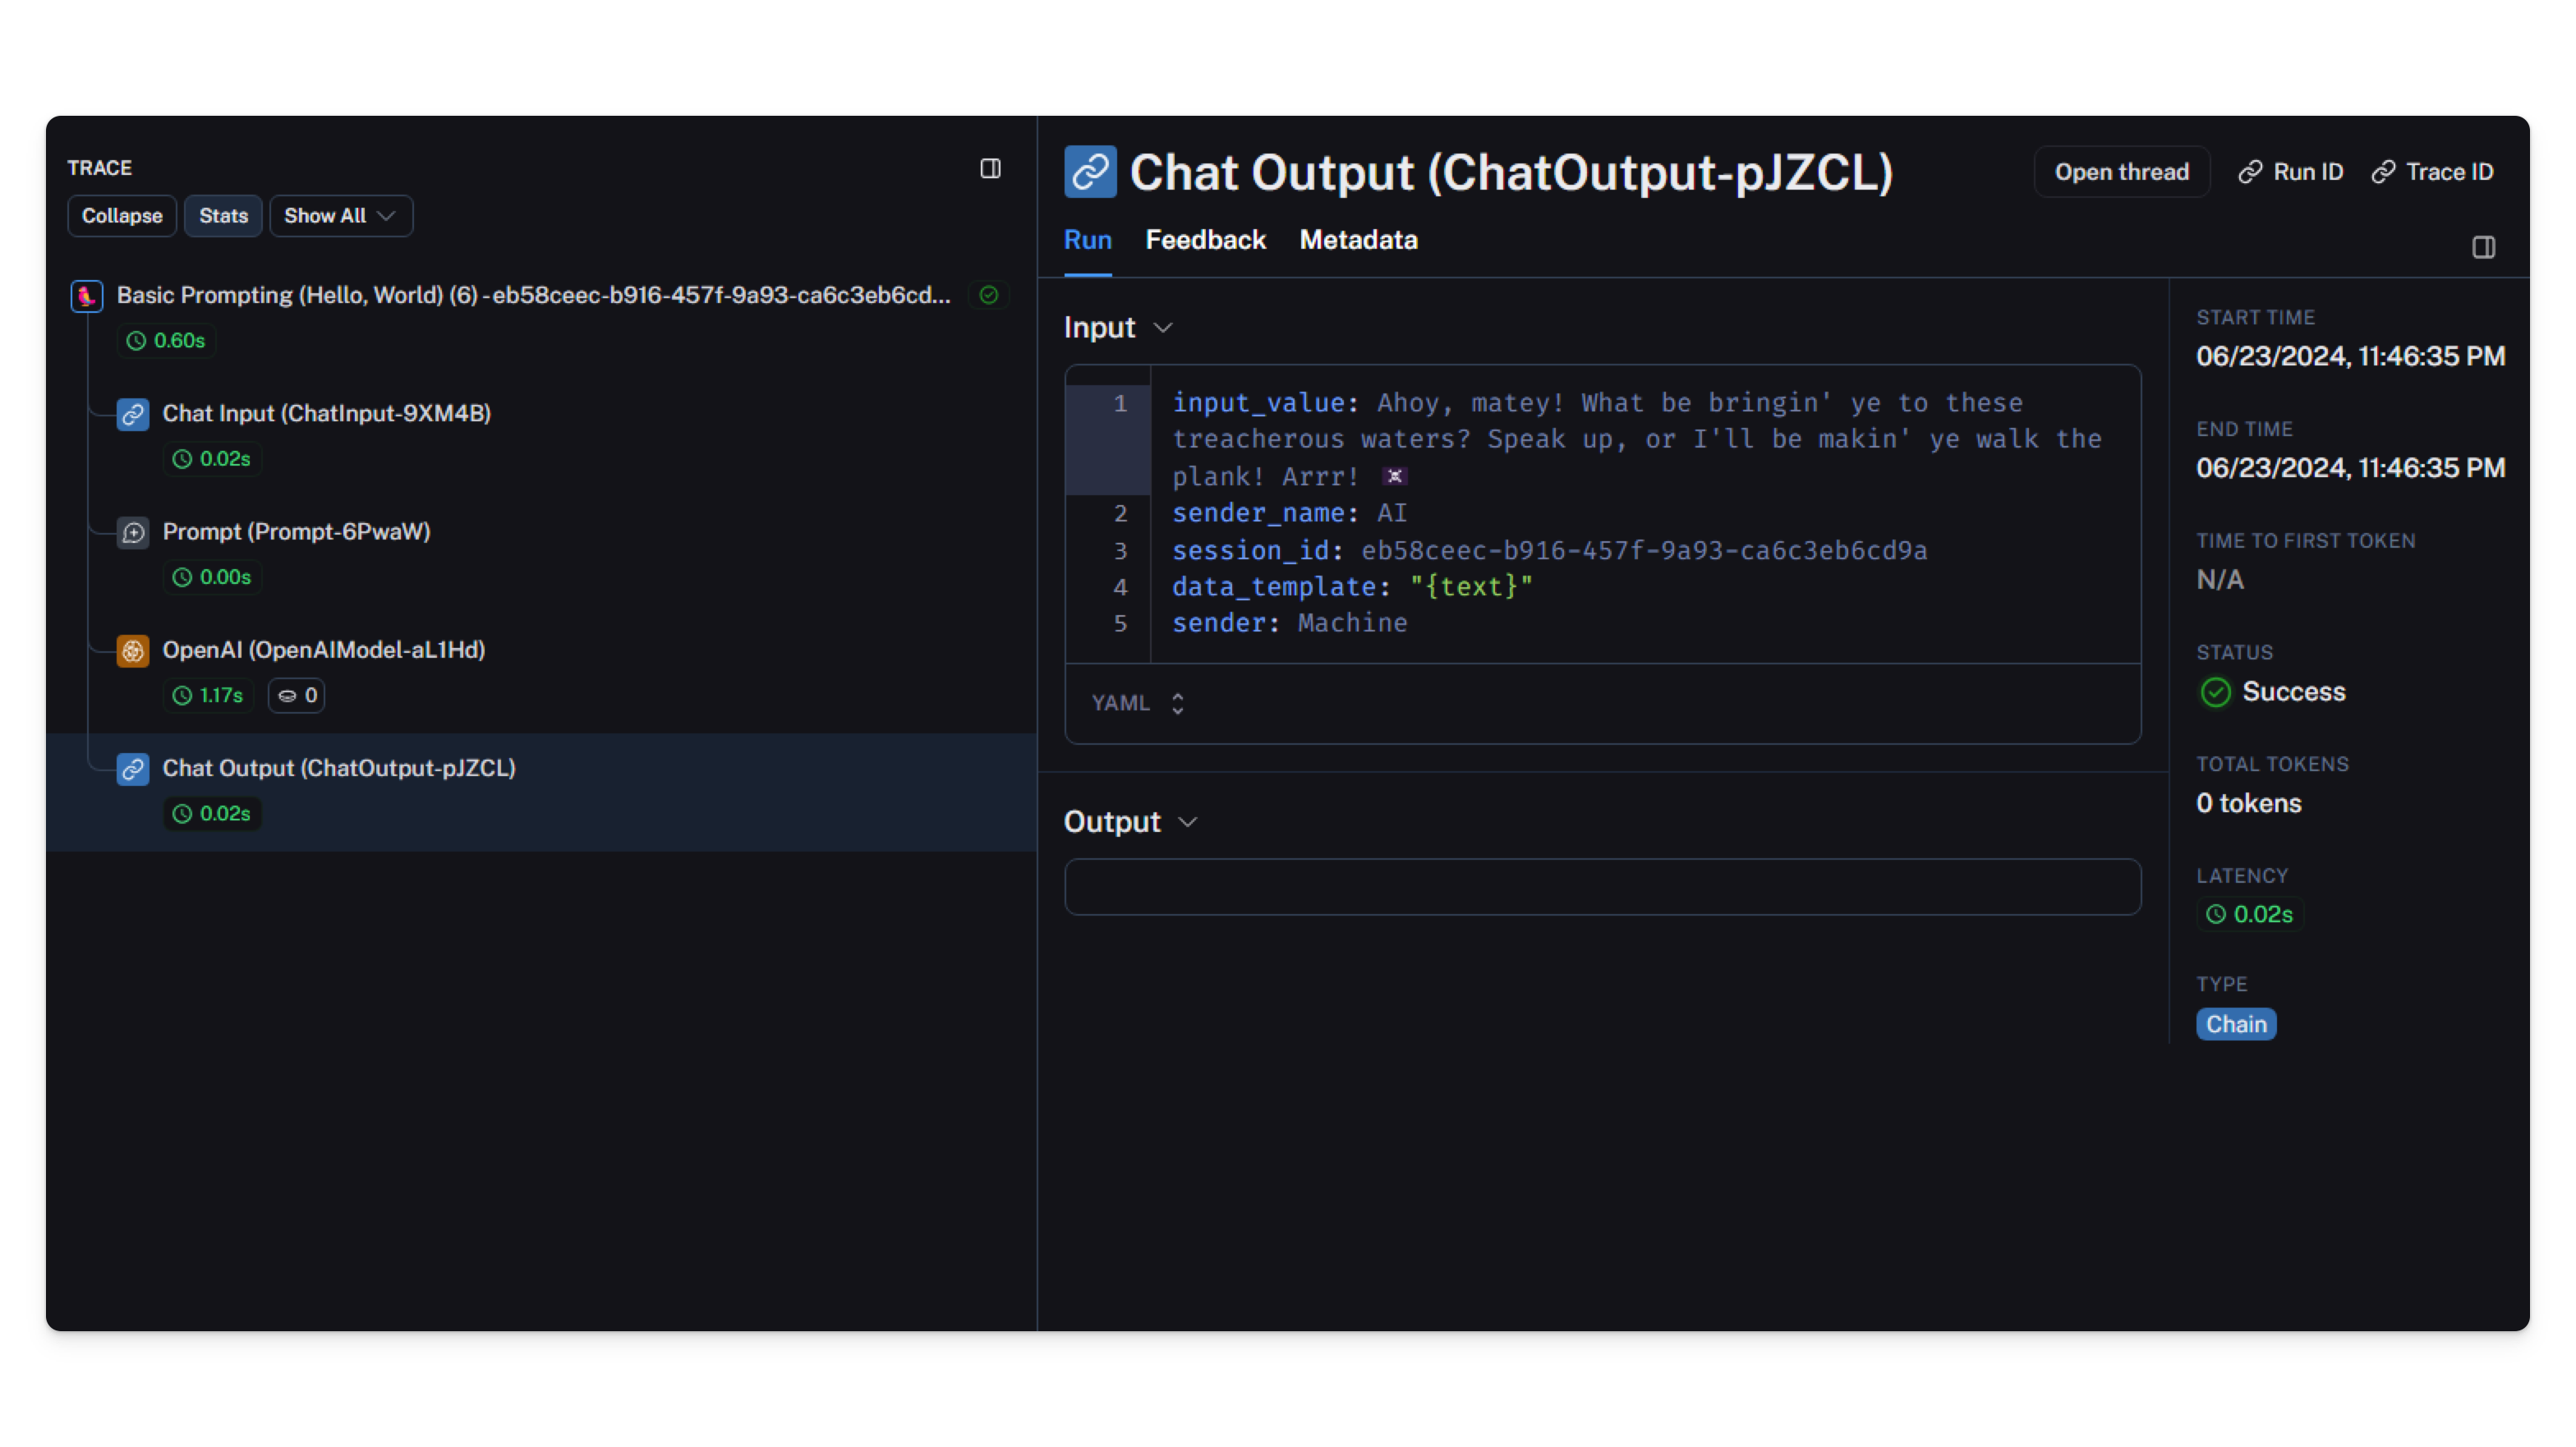 TRACE
Collapse Stats Show All
Basic Prompting (Hello, World) (6) - eb58ceec-b916-457f-9a93-ca6c3eb6cd...
0.60s
Chat Input (ChatInput-9XM4B)
0.02s
Prompt (Prompt-6PwaW)
0.00s
OpenAI (OpenAIModel-aL1Hd)
1.17s 0
Chat Output (ChatOutput-pJZCL)
0.02s
Chat Output (ChatOutput-pJZCL)
Open thread Run ID Trace ID
Run Feedback Metadata
Input
1 input_value: Ahoy, matey! What be bringin' ye to these
treacherous waters? Speak up, or I'll be makin' ye walk the
plank! Arrr! 🏴‍☠️
2 sender_name: AI
3 session_id: eb58ceec-b916-457f-9a93-ca6c3eb6cd9a
4 data_template: "{text}"
5 sender: Machine
YAML
Output
START TIME
06/23/2024, 11:46:35 PM
END TIME
06/23/2024, 11:46:35 PM
TIME TO FIRST TOKEN
N/A
STATUS
Success
TOTAL TOKENS
0 tokens
LATENCY
0.02s
TYPE
Chain